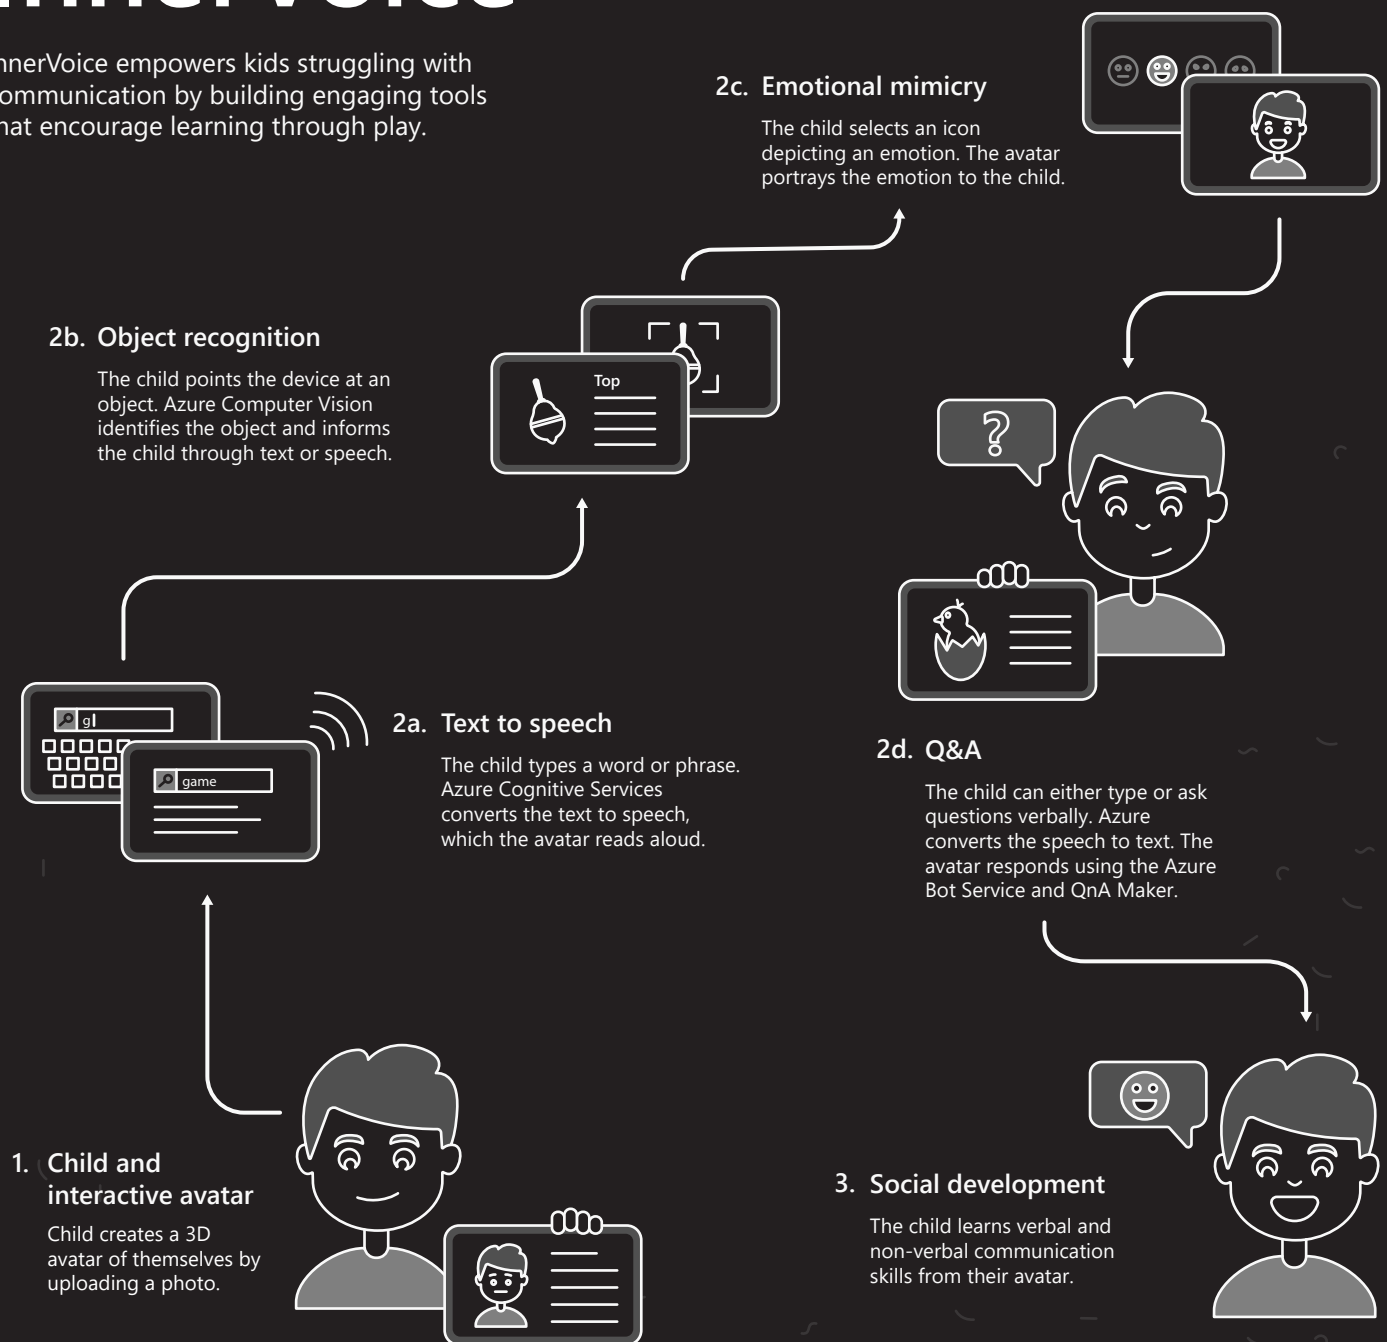 nnerVoice empowers kids struggling with
ommunication by building engaging tools
hat encourage learning through play.
2c. Emotional mimicry
The child selects an icon
depicting an emotion. The avatar
portrays the emotion to the child.
2b. Object recognition
The child points the device at an
object. Azure Computer Vision
identifies the object and informs
the child through text or speech.
Top
?
g
game
2a. Text to speech
The child types a word or phrase.
Azure Cognitive Services
converts the text to speech,
which the avatar reads aloud.
2d. Q&A
The child can either type or ask
questions verbally. Azure
converts the speech to text. The
avatar responds using the Azure
Bot Service and QnA Maker.
1. Child and
interactive avatar
Child creates a 3D
avatar of themselves by
uploading a photo.
3. Social development
The child learns verbal and
non-verbal communication
skills from their avatar.